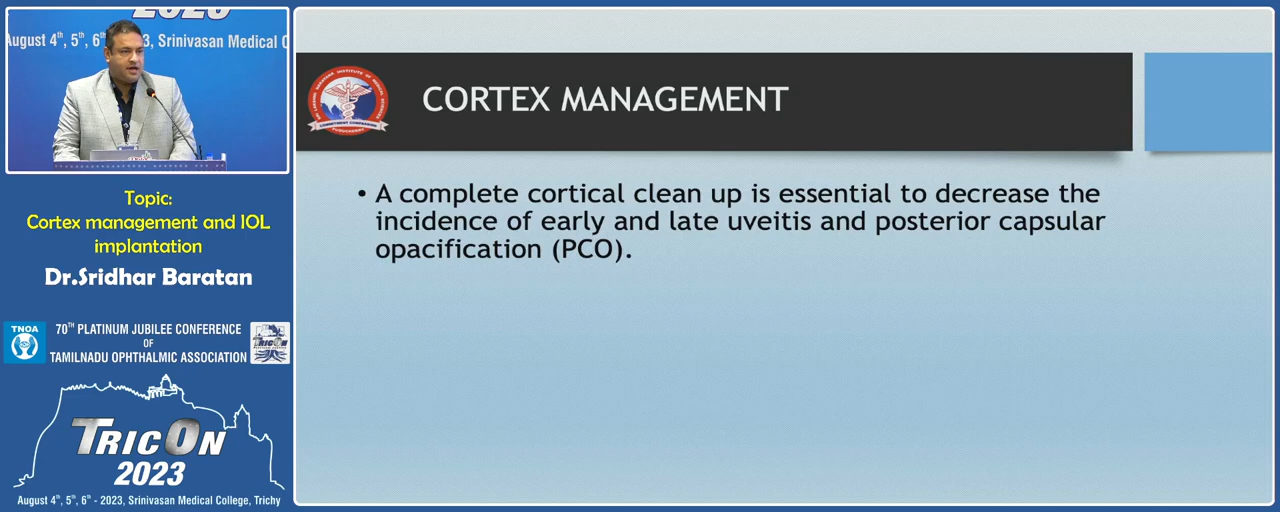 2023
August 4th, 5th, 6th 3, Srinivasan Medical C
Topic:
Cortex management and IOL
implantation
Dr.Sridhar Baratan
TNOA
70TH PLATINUM JUBILEE CONFERENCE
OF
TAMILNADU OPHTHALMIC ASSOCIATION
TRICON
TRICON
2023
August 4th, 5th, 6th - 2023, Srinivasan Medical College, Trichy
CORTEX MANAGEMENT
• A complete cortical clean up is essential to decrease the
incidence of early and late uveitis and posterior capsular
opacification (PCO).